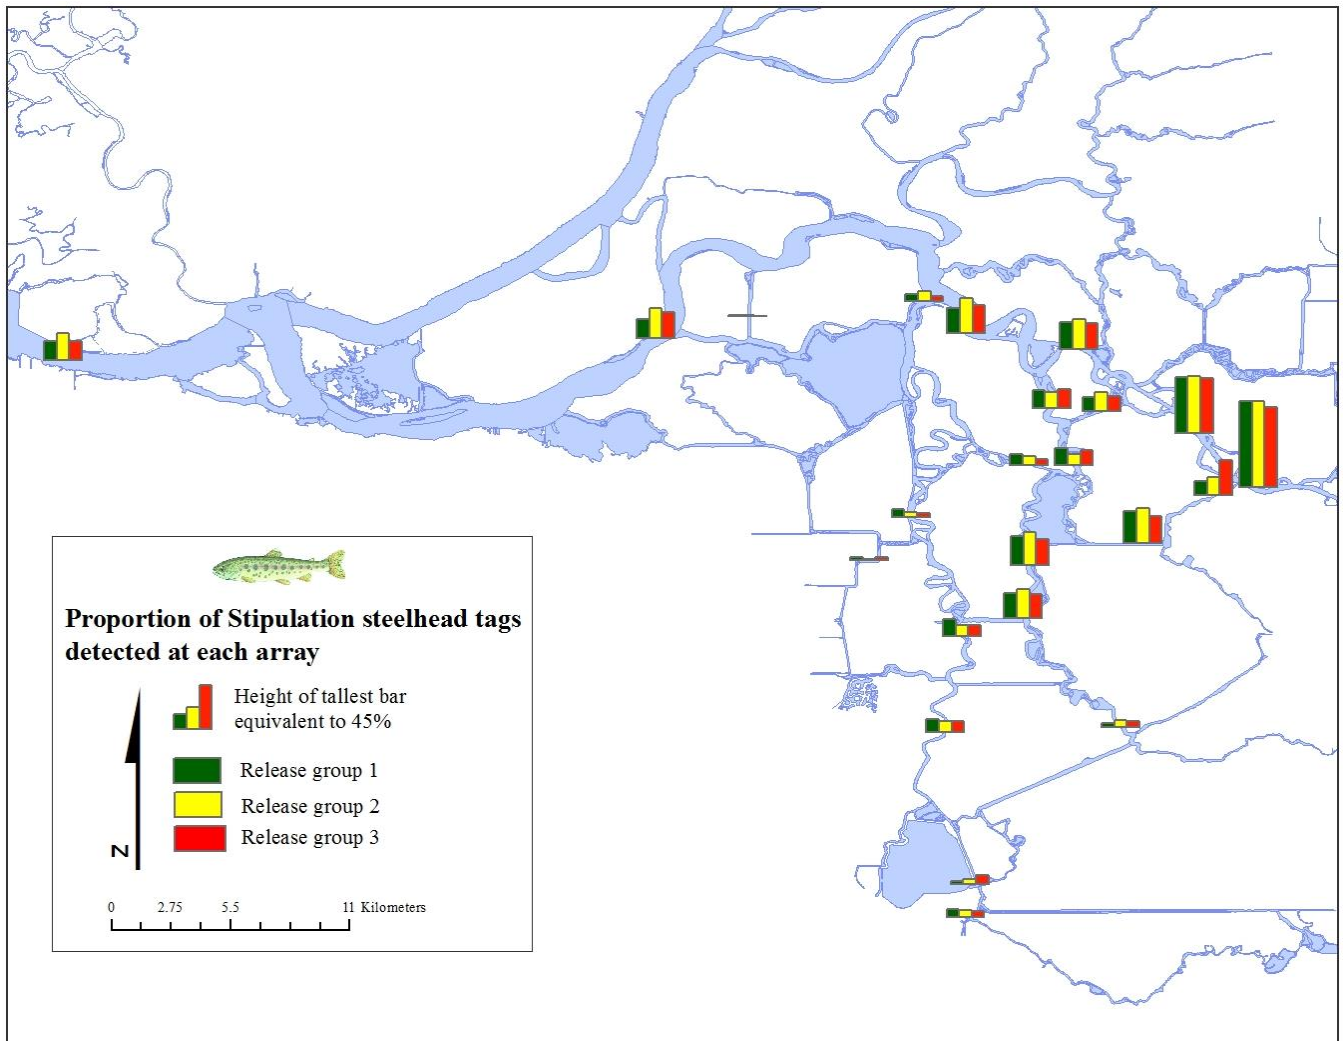 Proportion of Stipulation steelhead tags
detected at each array
Height of tallest bar
equivalent to 45%
Release group 1
Release group 2
Release group 3
N
0 2.75 5.5 11 Kilometers